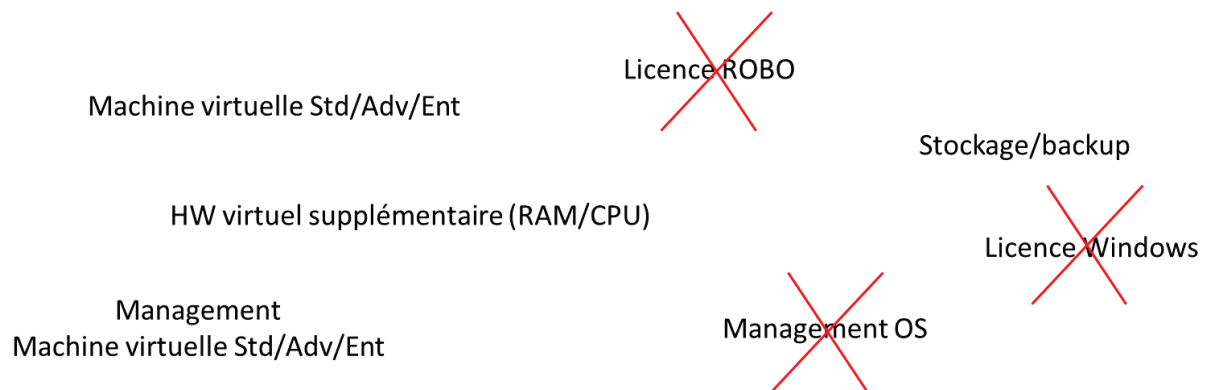 Licence ROBO
Machine virtuelle Std/Adv/Ent
Stockage/backup
HW virtuel supplémentaire (RAM/CPU)
Licence Windows
Management
Machine virtuelle Std/Adv/Ent
Management OS